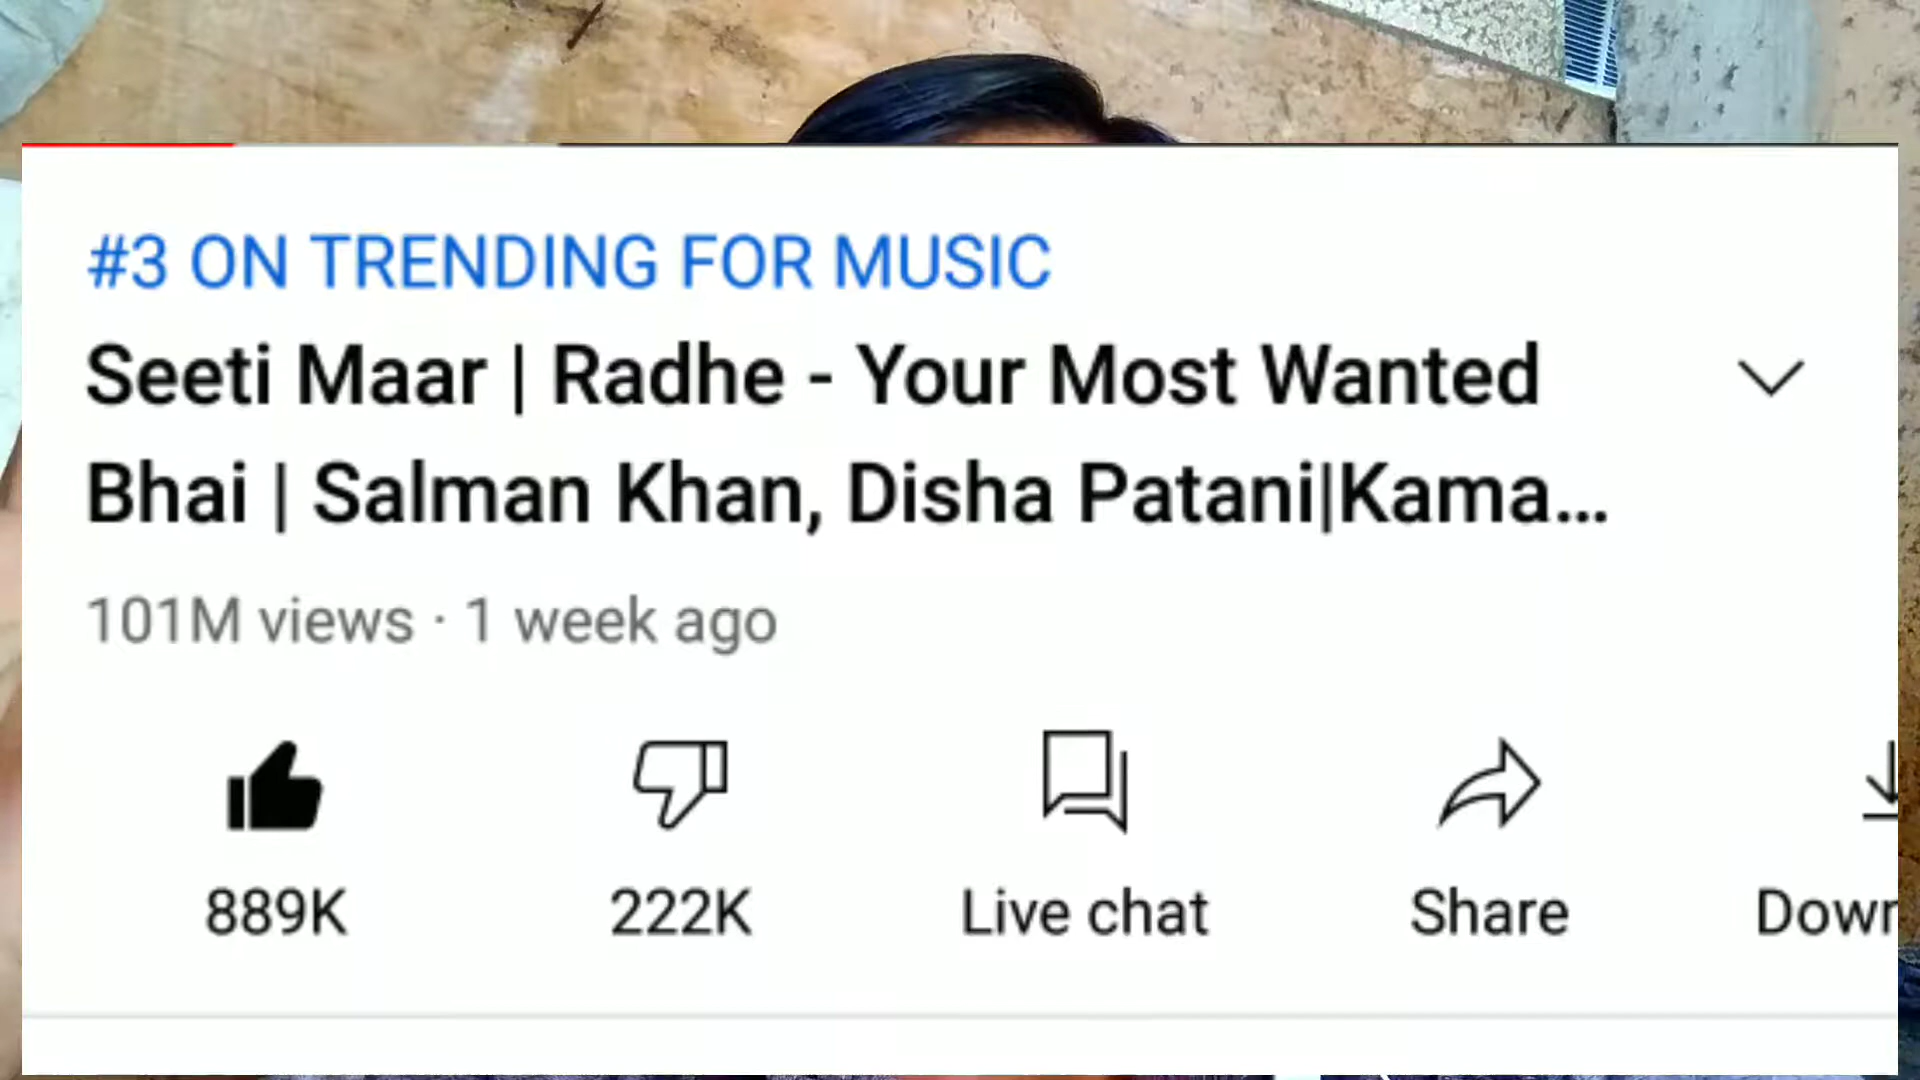 #3 ON TRENDING FOR MUSIC
Seeti Maar | Radhe - Your Most Wanted
Bhai | Salman Khan, Disha Patani|Kama...
101M views · 1 week ago
889K 222K Live chat Share Down